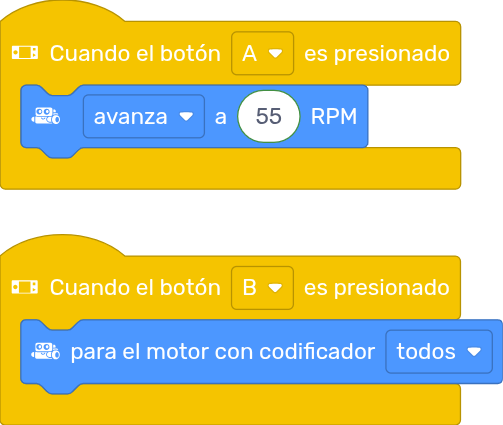 Cuando el botón A es presionado
avanza a 55 RPM
Cuando el botón B es presionado
para el motor con codificador todos